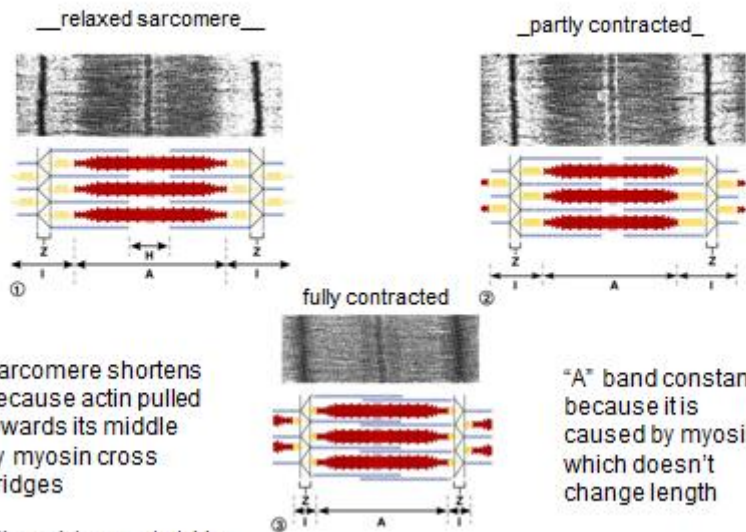 __relaxed sarcomere__
_partly contracted_
Z
H
Z
I
A
I
①
Z
Z
I
A
I
②
fully contracted
arcomere shortens
ecause actin pulled
wards its middle
y myosin cross
ridges
"A" band constan
because it is
caused by myosi
which doesn't
change length
Z
Z
I
A
I
③